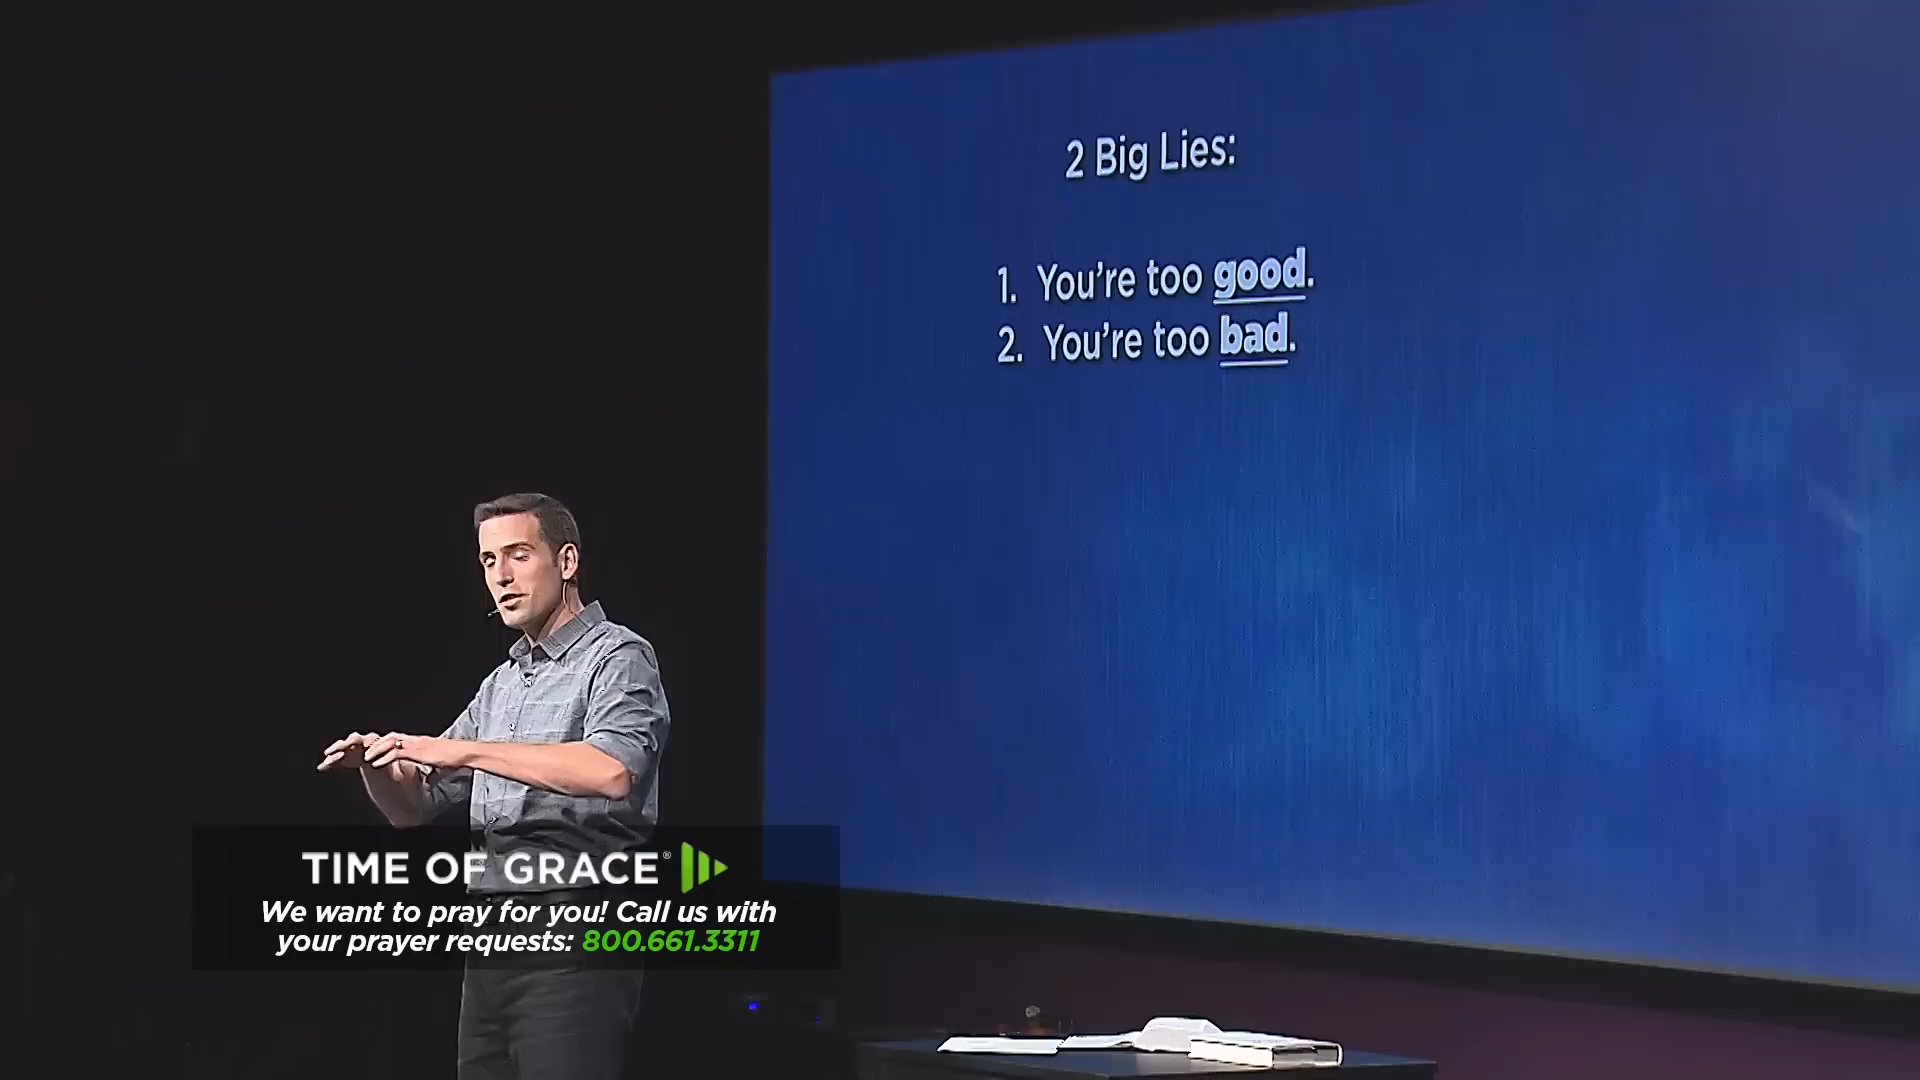 2 Big Lies:
1. You're too good.
2. You're too bad.
TIME OF GRACE®
We want to pray for you! Call us with
your prayer requests: 800.661.3311